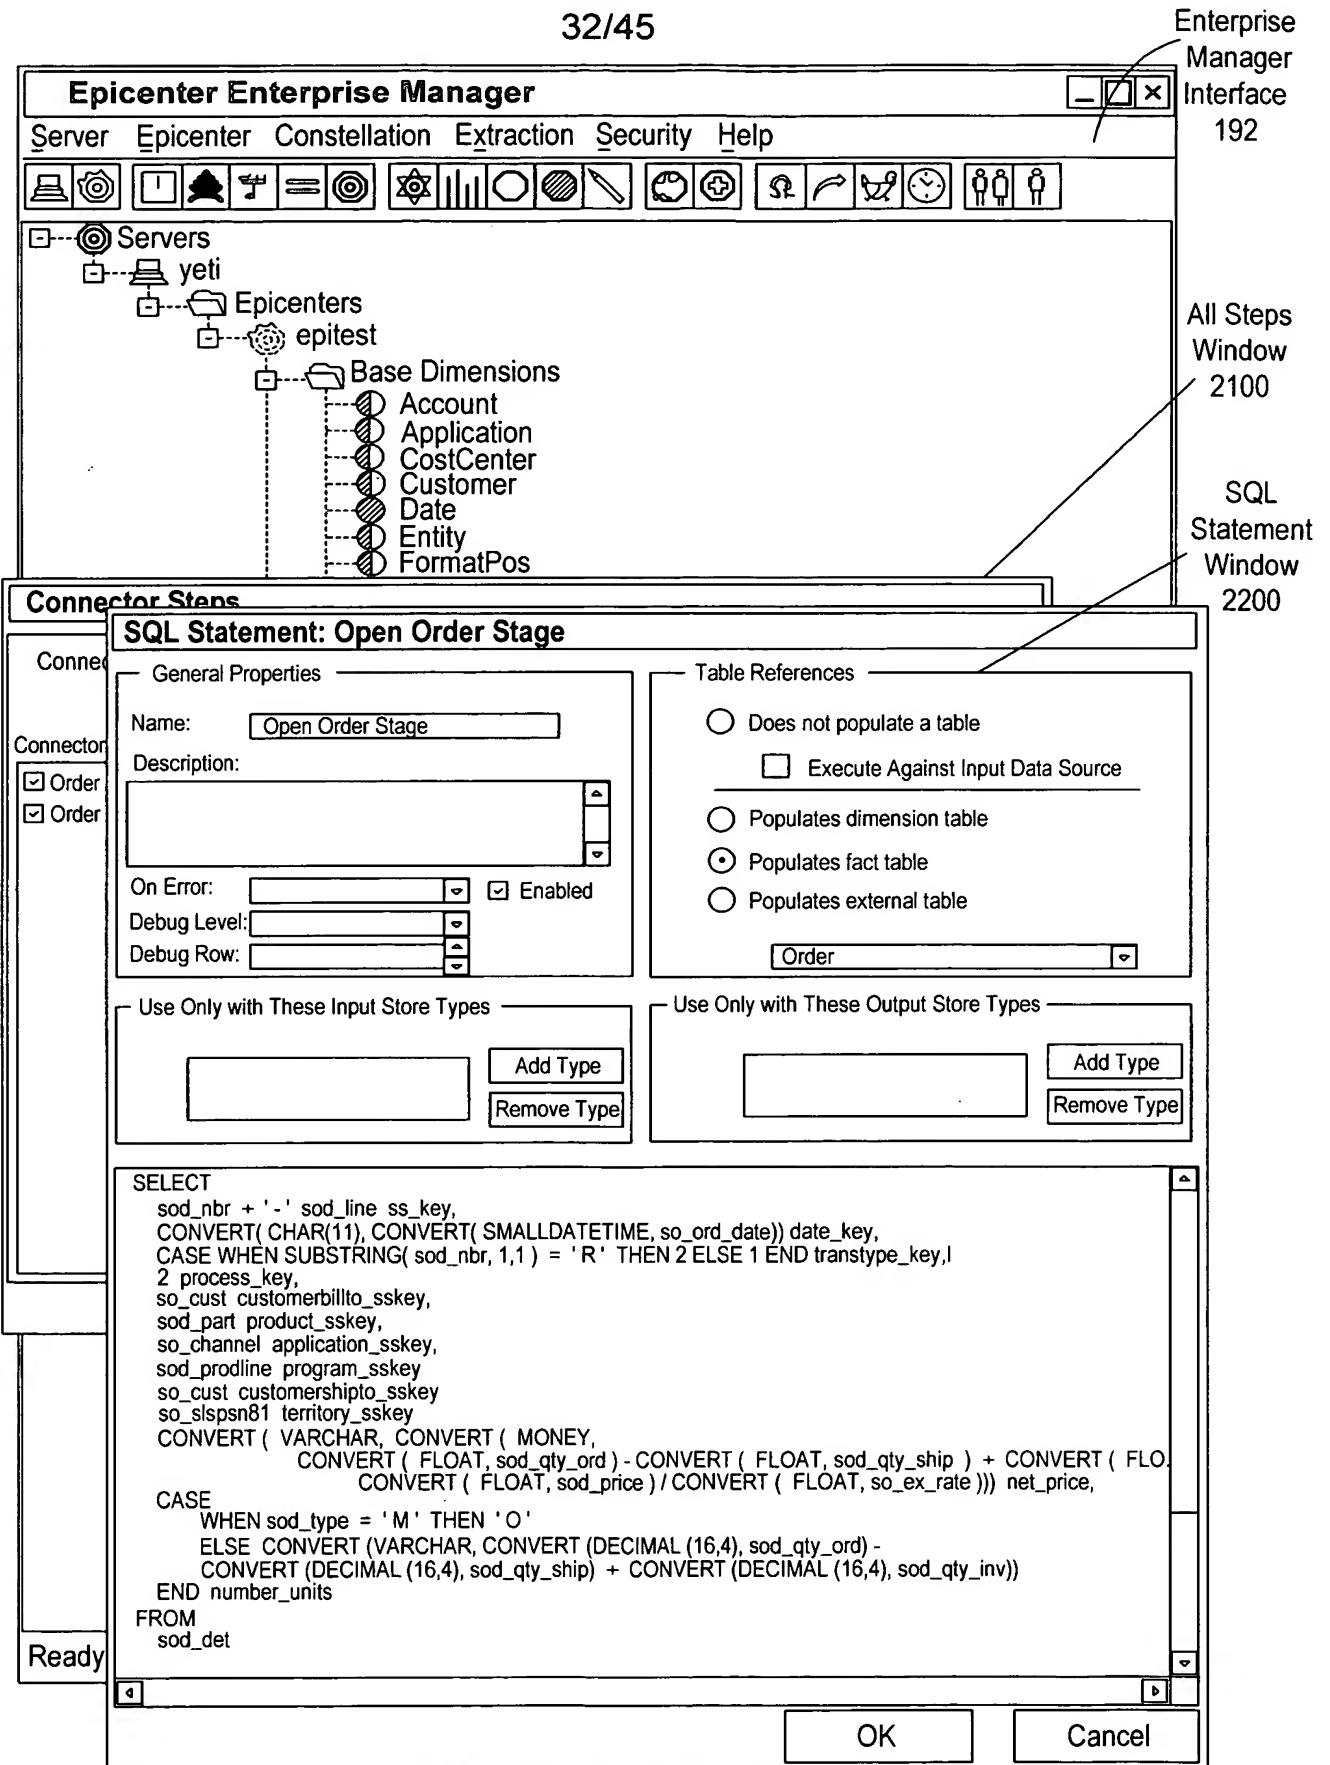 32/45
Enterprise
Manager
Interface
192
Epicenter Enterprise Manager
Server Epicenter Constellation Extraction Security Help
Servers
yeti
Epicenters
epitest
Base Dimensions
Account
Application
CostCenter
Customer
Date
Entity
FormatPos
All Steps
Window
2100
SQL
Statement
Window
2200
Connector Steps
SQL Statement: Open Order Stage
Connec
Connector
Order
Order
General Properties
Name: Open Order Stage
Description:
On Error: Enabled
Debug Level:
Debug Row:
Table References
Does not populate a table
Execute Against Input Data Source
Populates dimension table
Populates fact table
Populates external table
Order
Use Only with These Input Store Types
Add Type
Remove Type
Use Only with These Output Store Types
Add Type
Remove Type
SELECT
sod_nbr + '-' sod_line ss_key,
CONVERT( CHAR(11), CONVERT( SMALLDATETIME, so_ord_date)) date_key,
CASE WHEN SUBSTRING( sod_nbr, 1,1 ) = 'R' THEN 2 ELSE 1 END transtype_key,I
2 process_key,
so_cust customerbillto_sskey,
sod_part product_sskey,
so_channel application_sskey,
sod_prodline program_sskey
so_cust customershipto_sskey
so_slspsn81 territory_sskey
CONVERT ( VARCHAR, CONVERT ( MONEY,
CONVERT ( FLOAT, sod_qty_ord ) - CONVERT ( FLOAT, sod_qty_ship ) + CONVERT ( FLO.
CONVERT ( FLOAT, sod_price ) / CONVERT ( FLOAT, so_ex_rate ))) net_price,
CASE
WHEN sod_type = 'M' THEN 'O'
ELSE CONVERT (VARCHAR, CONVERT (DECIMAL (16,4), sod_qty_ord) -
CONVERT (DECIMAL (16,4), sod_qty_ship) + CONVERT (DECIMAL (16,4), sod_qty_inv))
END number_units
FROM
sod_det
Ready
OK
Cancel